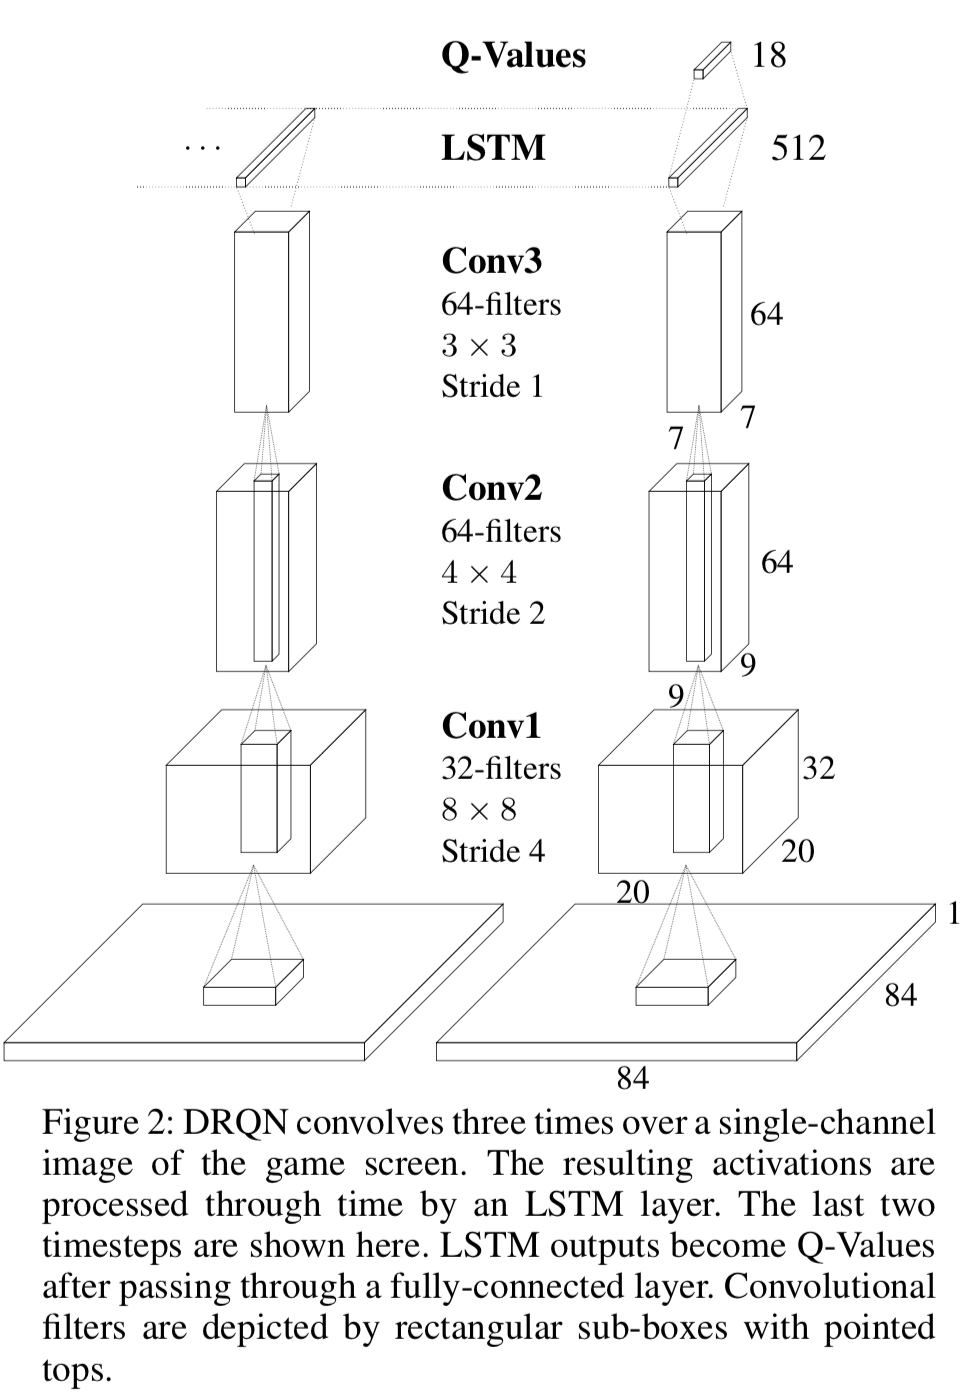 Q-Values
18
. . .
LSTM
512
Conv3
64-filters
3 × 3
Stride 1
64
7
7
Conv2
64-filters
4 × 4
Stride 2
64
9
9
Conv1
32-filters
8 × 8
Stride 4
32
20
20
1
84
84
Figure 2: DRQN convolves three times over a single-channel
image of the game screen. The resulting activations are
processed through time by an LSTM layer. The last two
timesteps are shown here. LSTM outputs become Q-Values
after passing through a fully-connected layer. Convolutional
filters are depicted by rectangular sub-boxes with pointed
tops.